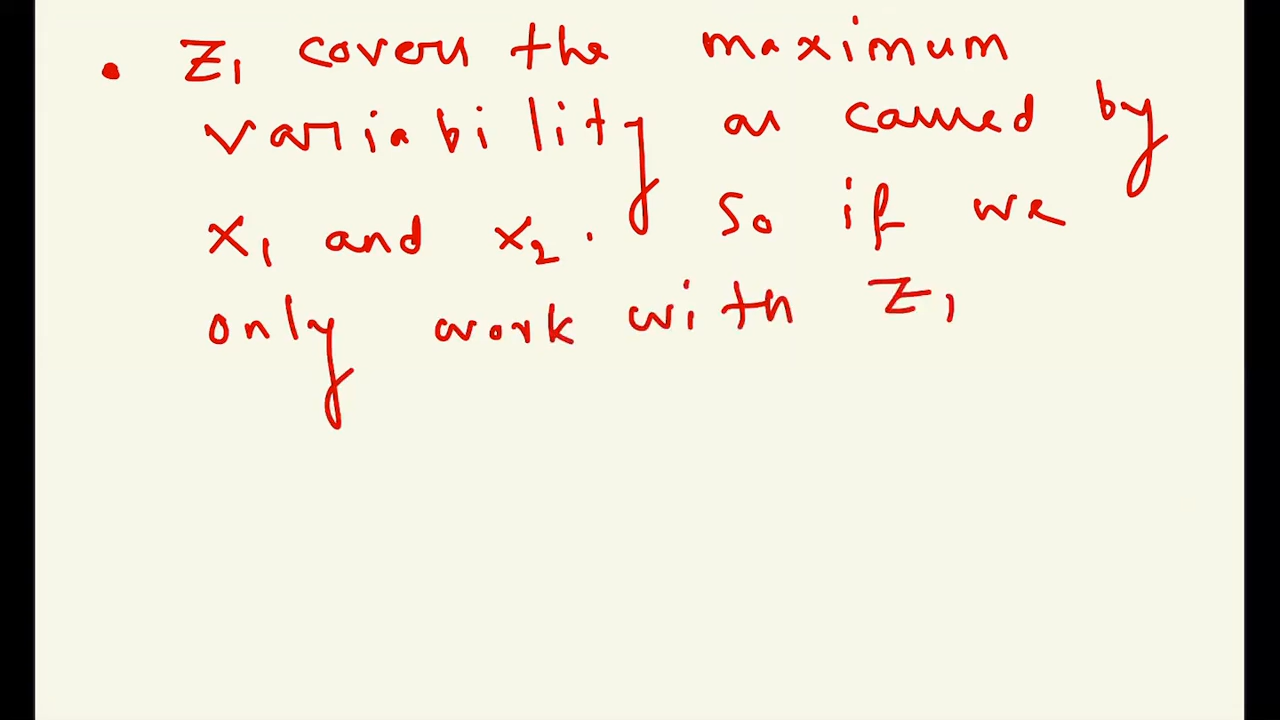 • Z₁ covers the maximum
variability as caused by
x₁ and x₂. So if we
only work with Z₁